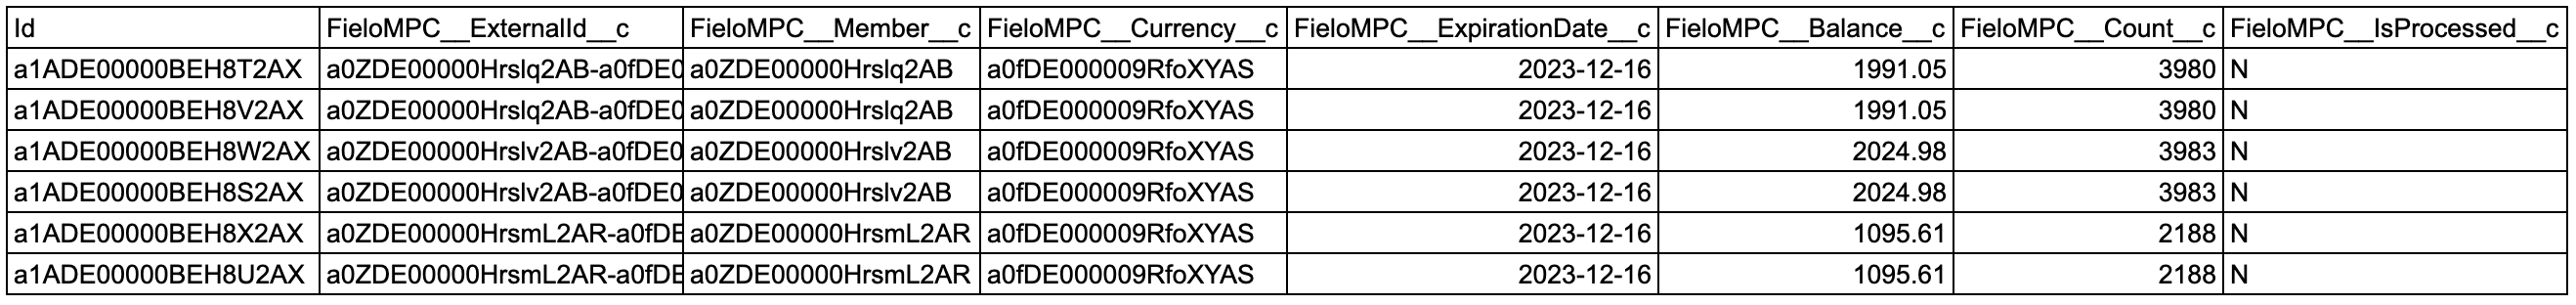 Id FieloMPC__ExternalId__c FieloMPC__Member__c FieloMPC__Currency__c FieloMPC__ExpirationDate__c FieloMPC__Balance__c FieloMPC__Count__c FieloMPC__IsProcessed__c
a1ADE00000BEH8T2AX a0ZDE00000Hrslq2AB-a0fDE0 a0ZDE00000Hrslq2AB a0fDE000009RfoXYAS 2023-12-16 1991.05 3980 N
a1ADE00000BEH8V2AX a0ZDE00000Hrslq2AB-a0fDE0 a0ZDE00000Hrslq2AB a0fDE000009RfoXYAS 2023-12-16 1991.05 3980 N
a1ADE00000BEH8W2AX a0ZDE00000Hrslv2AB-a0fDE0 a0ZDE00000Hrslv2AB a0fDE000009RfoXYAS 2023-12-16 2024.98 3983 N
a1ADE00000BEH8S2AX a0ZDE00000Hrslv2AB-a0fDE0 a0ZDE00000Hrslv2AB a0fDE000009RfoXYAS 2023-12-16 2024.98 3983 N
a1ADE00000BEH8X2AX a0ZDE00000HrsmL2AR-a0fDE a0ZDE00000HrsmL2AR a0fDE000009RfoXYAS 2023-12-16 1095.61 2188 N
a1ADE00000BEH8U2AX a0ZDE00000HrsmL2AR-a0fDE a0ZDE00000HrsmL2AR a0fDE000009RfoXYAS 2023-12-16 1095.61 2188 N